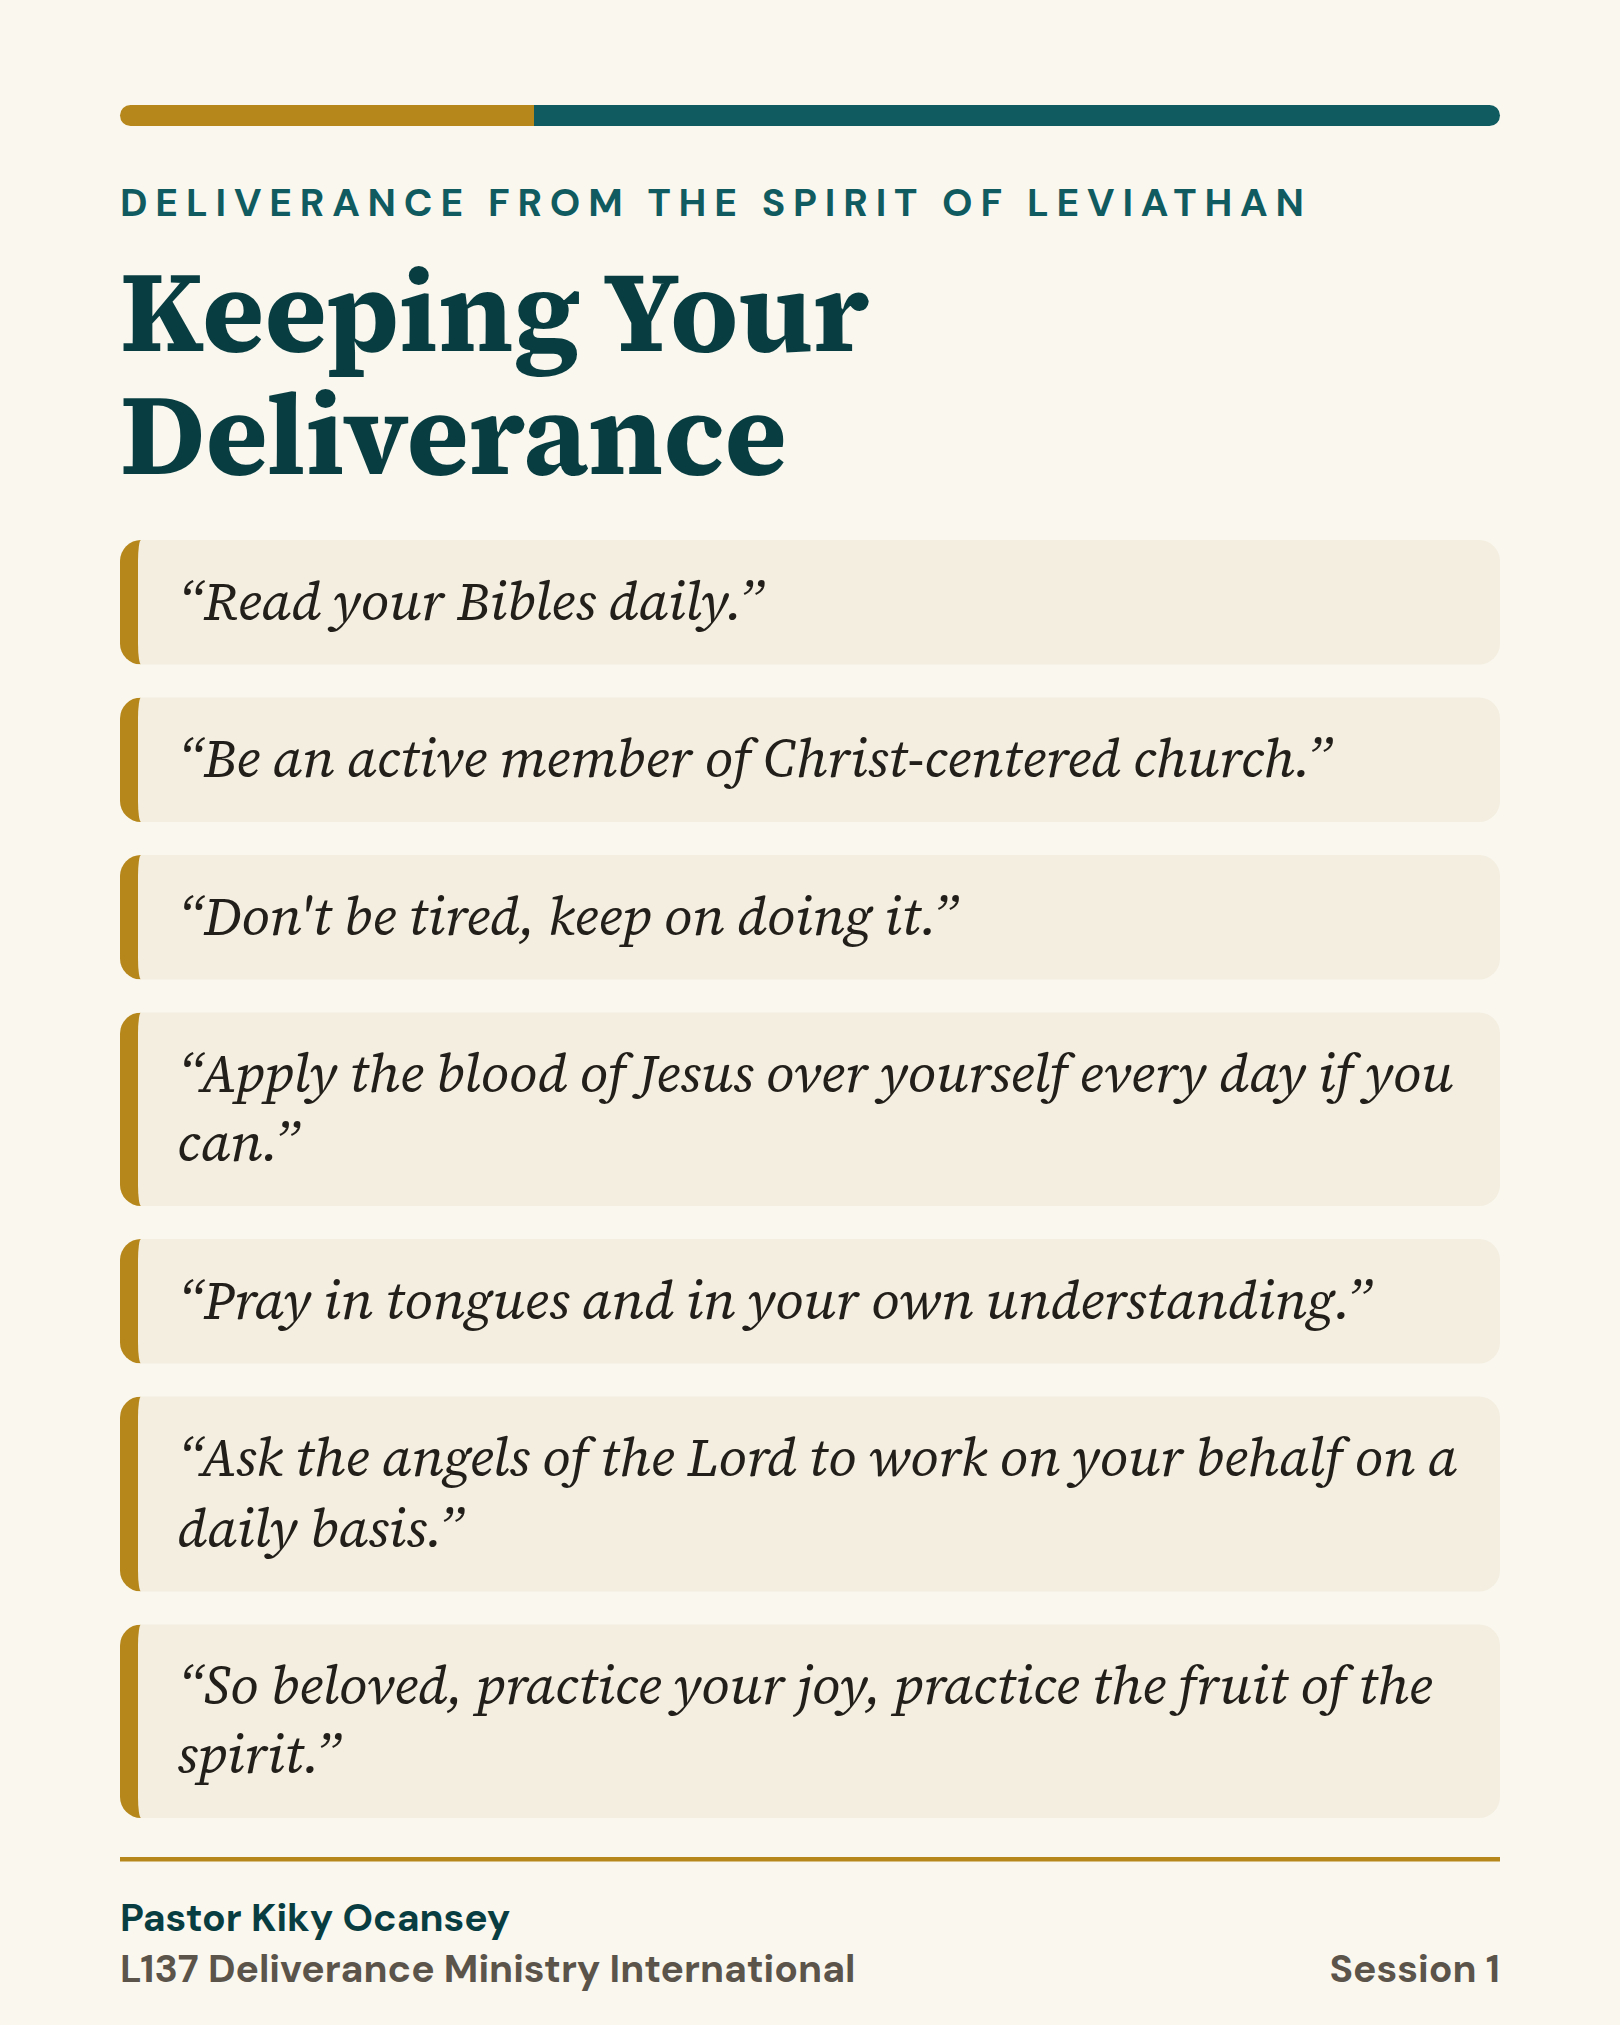 DELIVERANCE FROM THE SPIRIT OF LEVIATHAN
Keeping Your
Deliverance
“Read your Bibles daily.”
“Be an active member of Christ-centered church.”
“Don't be tired, keep on doing it.”
“Apply the blood of Jesus over yourself every day if you
can.”
“Pray in tongues and in your own understanding.”
“Ask the angels of the Lord to work on your behalf on a
daily basis.”
“So beloved, practice your joy, practice the fruit of the
spirit.”
Pastor Kiky Ocansey
L137 Deliverance Ministry International
Session 1